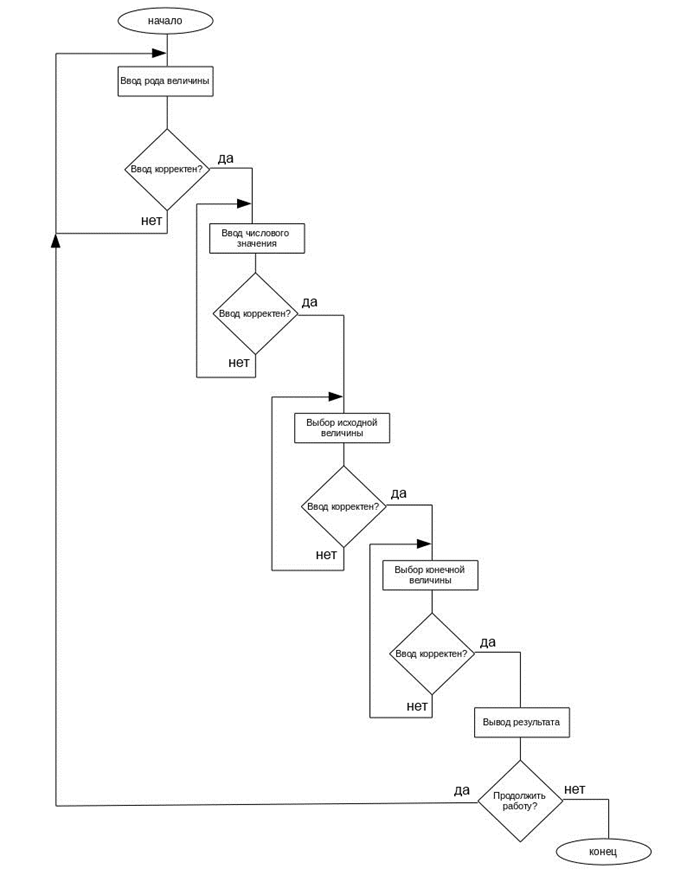 начало
Ввод рода величины
Ввод корректен?
да
нет
Ввод числового
значения
Ввод корректен?
да
нет
Выбор исходной
величины
Ввод корректен?
да
нет
Выбор конечной
величины
Ввод корректен?
да
нет
Вывод результата
Продолжить
работу?
да
нет
конец